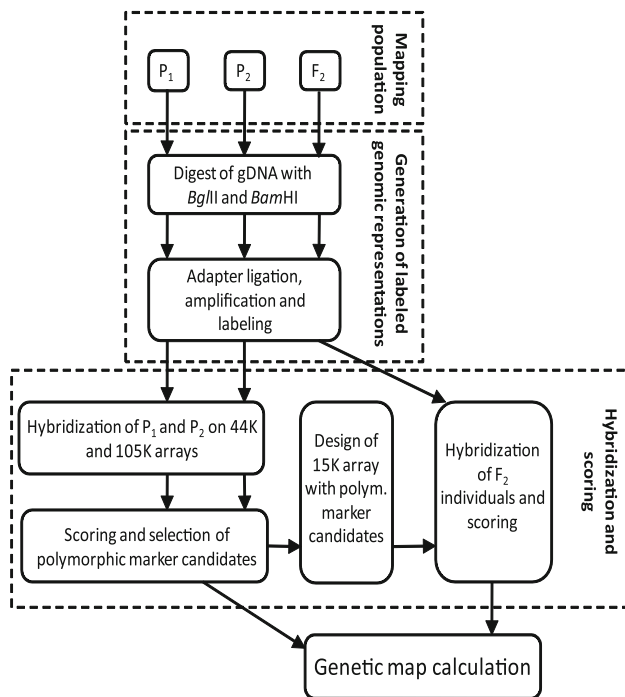 P1
P2
F2
Mapping
population
Digest of gDNA with
BglII and BamHI
Adapter ligation,
amplification and
labeling
Generation of labeled
genomic representations
Hybridization of P1 and P2 on 44K
and 105K arrays
Scoring and selection of
polymorphic marker candidates
Design of
15K array
with polym.
marker
candidates
Hybridization
of F2
individuals and
scoring
Hybridization and
scoring
Genetic map calculation